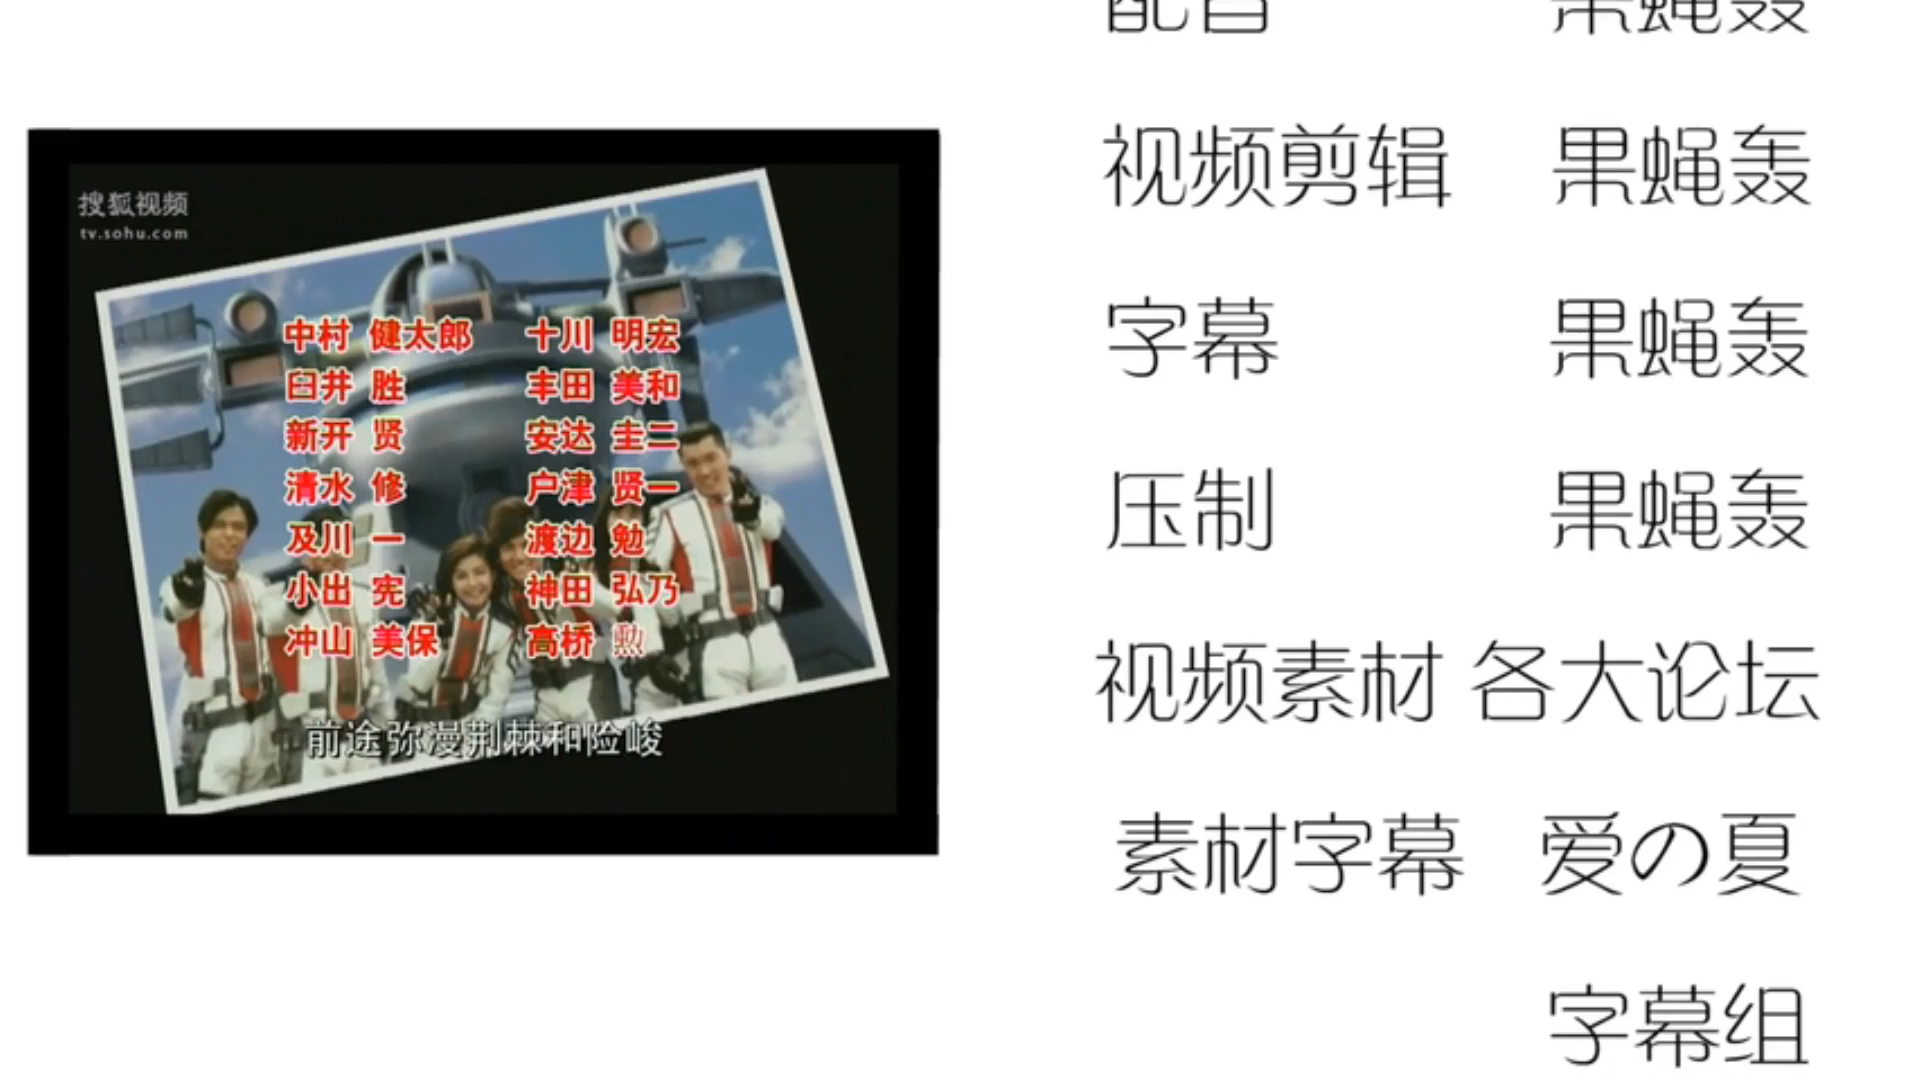 搜狐视频
tv.sohu.com
中村 健太郎 十川 明宏
臼井 胜 丰田 美和
新开 贤 安达 圭二
清水 修 户津 贤一
及川 一 渡边 勉
小出 宪 神田 弘乃
冲山 美保 高桥 勲
前途弥漫荆棘和险峻
配音 果蝇轰
视频剪辑 果蝇轰
字幕 果蝇轰
压制 果蝇轰
视频素材 各大论坛
素材字幕 爱の夏
字幕组